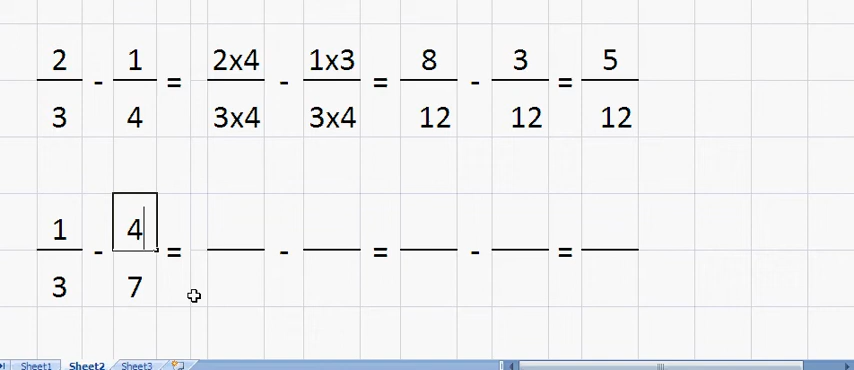 2 1 2x4 1x3 8 3 5
- = - = - =
3 4 3x4 3x4 12 12 12
1 4
- = - = - =
3 7
Sheet1 Sheet2 Sheet3